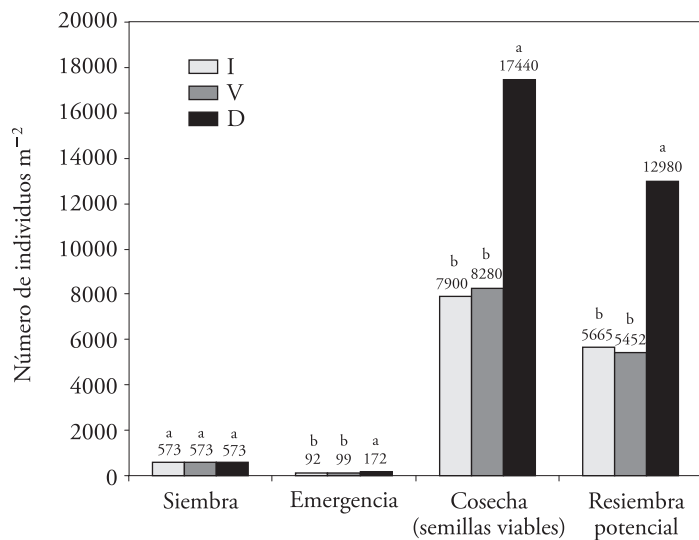 Número de individuos m−2
20000
18000
16000
14000
12000
10000
8000
6000
4000
2000
0
I
V
D
a
573
a
573
a
573
b
92
b
99
a
172
b
7900
b
8280
a
17440
b
5665
b
5452
a
12980
Siembra
Emergencia
Cosecha
(semillas viables)
Resiembra
potencial